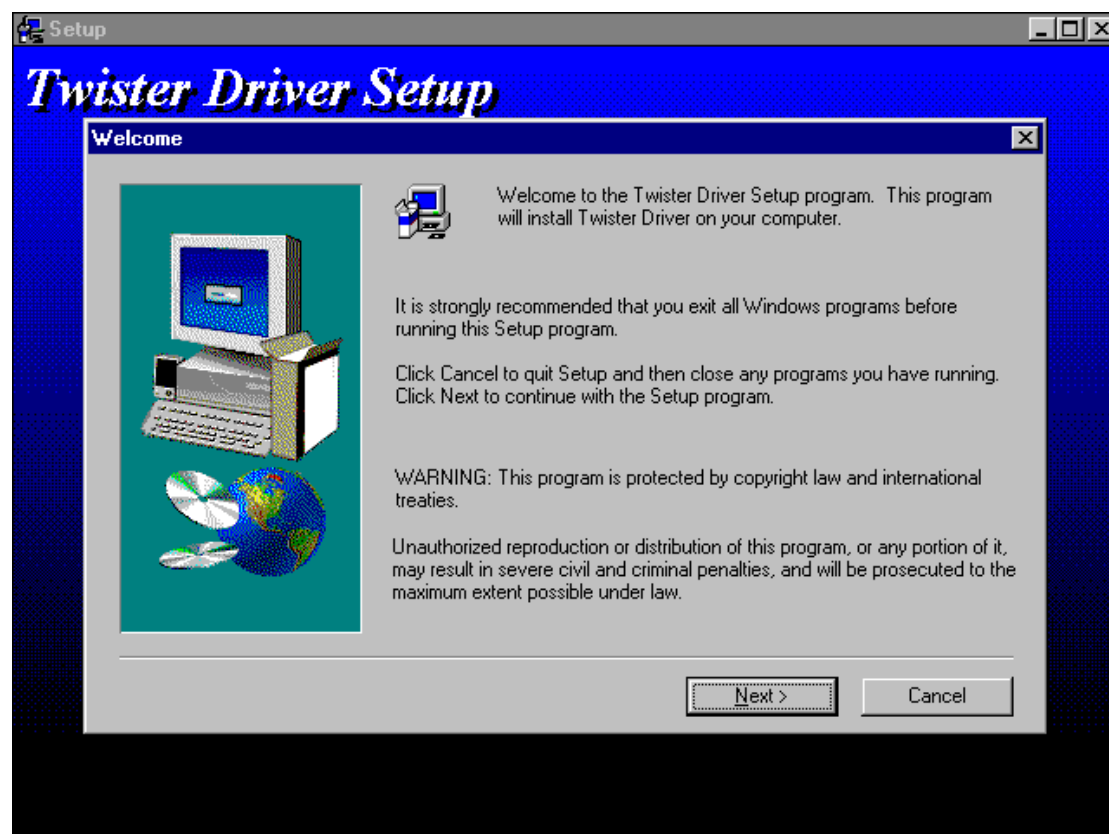 Setup
Twister Driver Setup
Welcome
Welcome to the Twister Driver Setup program.  This program
will install Twister Driver on your computer.
It is strongly recommended that you exit all Windows programs before
running this Setup program.
Click Cancel to quit Setup and then close any programs you have running.
Click Next to continue with the Setup program.
WARNING: This program is protected by copyright law and international
treaties.
Unauthorized reproduction or distribution of this program, or any portion of it,
may result in severe civil and criminal penalties, and will be prosecuted to the
maximum extent possible under law.
Next >
Cancel